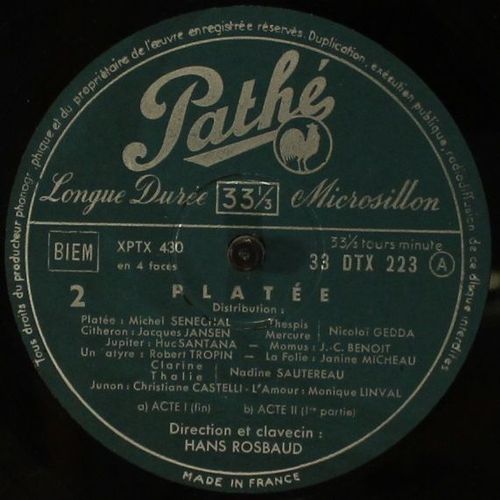 Tous droits du producteur phonographique et du propriétaire de l'œuvre enregistrée réservés. Duplication, exécution publique, radiodiffusion de ce disque interdites
Pathé
Longue Durée 33 1/3 Microsillon
BIEM XPTX 430 33 1/3 tours minute
en 4 faces 33 DTX 223 A
2 PLATÉE
Distribution :
Platée : Michel SENECHAL Thespis
Mercure Nicolaï GEDDA
Citheron : Jacques JANSEN
Jupiter : Huc SANTANA - Momus : J.-C. BENOIT
Un satyre : Robert TROPIN - La Folie : Janine MICHEAU
Clarine
Thalie Nadine SAUTEREAU
Junon : Christiane CASTELLI - L'Amour : Monique LINVAL
a) ACTE I (fin) b) ACTE II (1re partie)
Direction et clavecin :
HANS ROSBAUD
MADE IN FRANCE